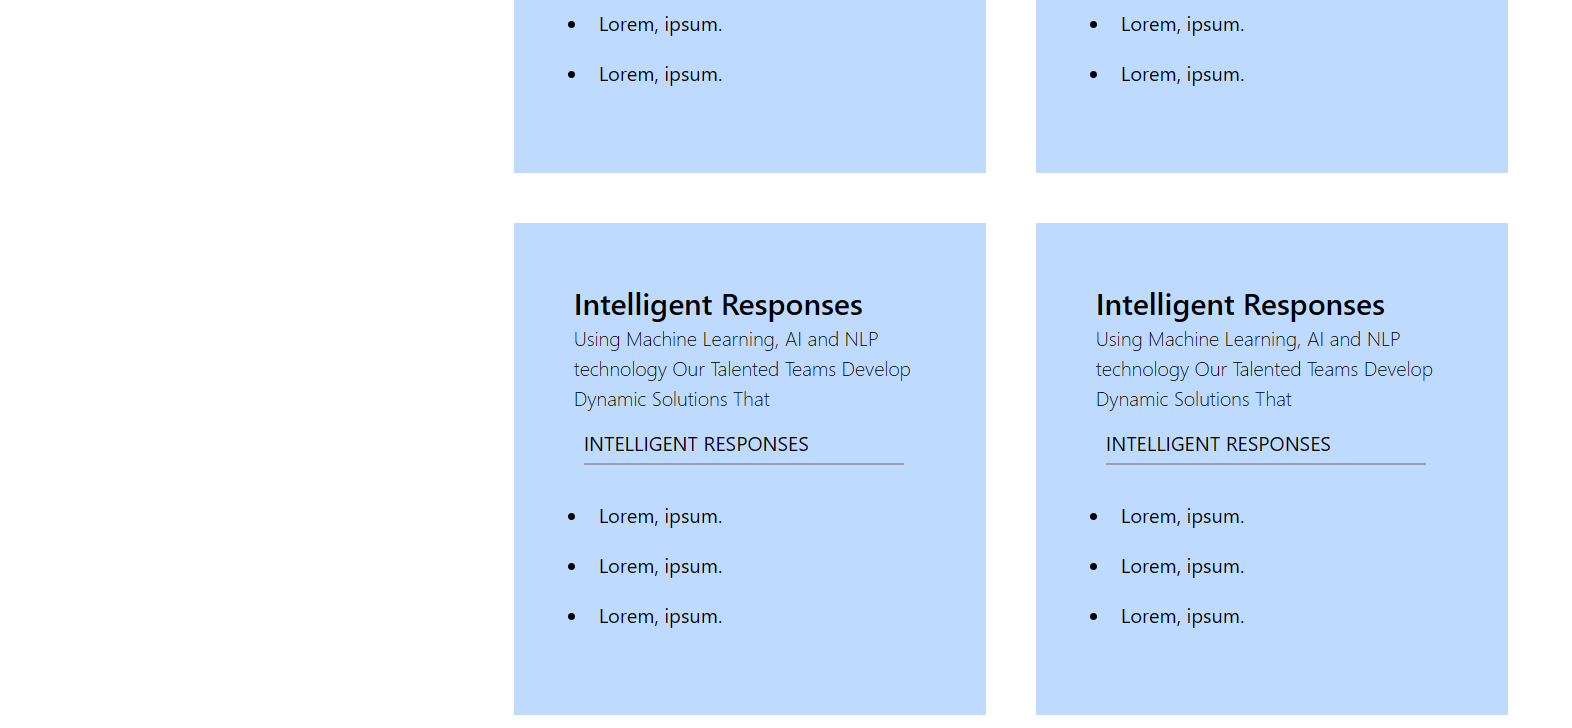 Lorem, ipsum.
Lorem, ipsum.
Lorem, ipsum.
Lorem, ipsum.
Intelligent Responses
Using Machine Learning, AI and NLP
technology Our Talented Teams Develop
Dynamic Solutions That
INTELLIGENT RESPONSES
Lorem, ipsum.
Lorem, ipsum.
Lorem, ipsum.
Intelligent Responses
Using Machine Learning, AI and NLP
technology Our Talented Teams Develop
Dynamic Solutions That
INTELLIGENT RESPONSES
Lorem, ipsum.
Lorem, ipsum.
Lorem, ipsum.